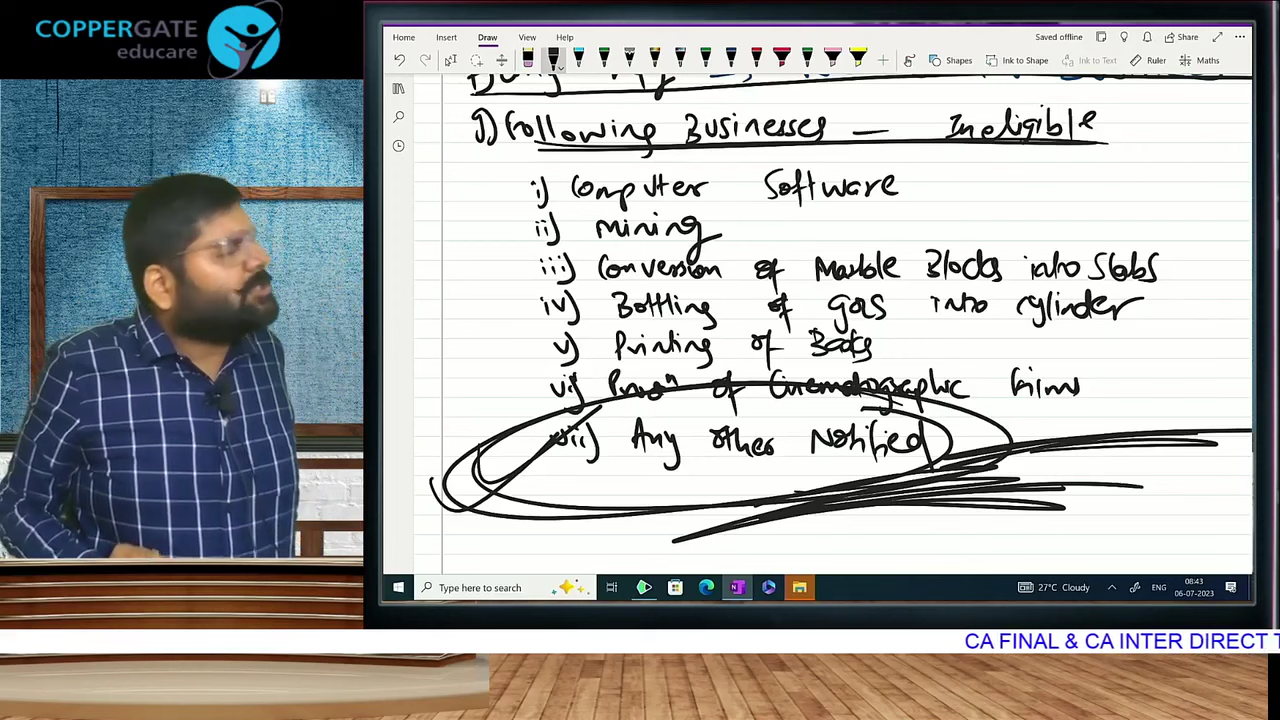 COPPERGATE
educare
Home Insert Draw View Help
Saved offline
Share
Shapes
Ink to Shape
Ink to Text
Ruler
Maths
1) Following Businesses — Ineligible
i) Computer Software
ii) Mining
iii) Conversion of Marble Blocks into Slabs
iv) Bottling of gas into cylinder
v) Printing of Books
vi) of Cinematographic films
vii) Any other Notified
Type here to search
27°C Cloudy
ENG
08:43
06-07-2023
CA FINAL & CA INTER DIRECT T